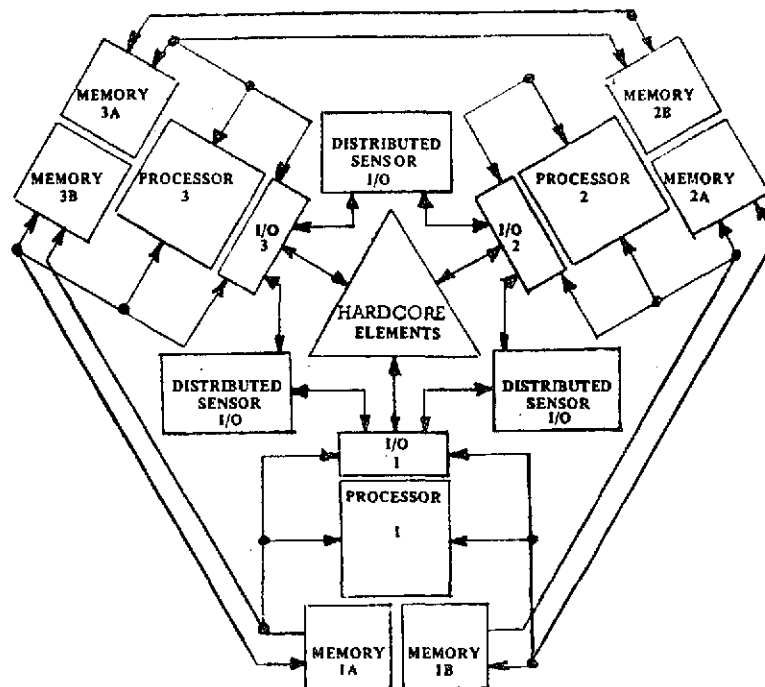 MEMORY
3A
MEMORY
2B
MEMORY
3B
PROCESSOR
3
DISTRIBUTED
SENSOR
I/O
PROCESSOR
2
MEMORY
2A
I/O
3
I/O
2
HARDCORE
ELEMENTS
DISTRIBUTED
SENSOR
I/O
DISTRIBUTED
SENSOR
I/O
I/O
1
PROCESSOR
1
MEMORY
1A
MEMORY
1B